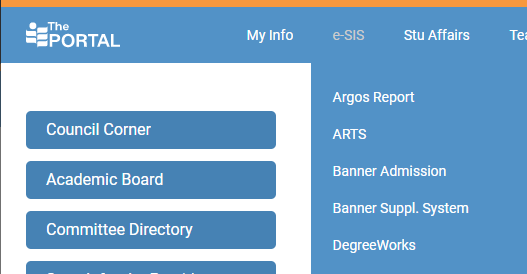 The
PORTAL
My Info
e-SIS
Stu Affairs
Argos Report
ARTS
Banner Admission
Banner Suppl. System
DegreeWorks
Council Corner
Academic Board
Committee Directory